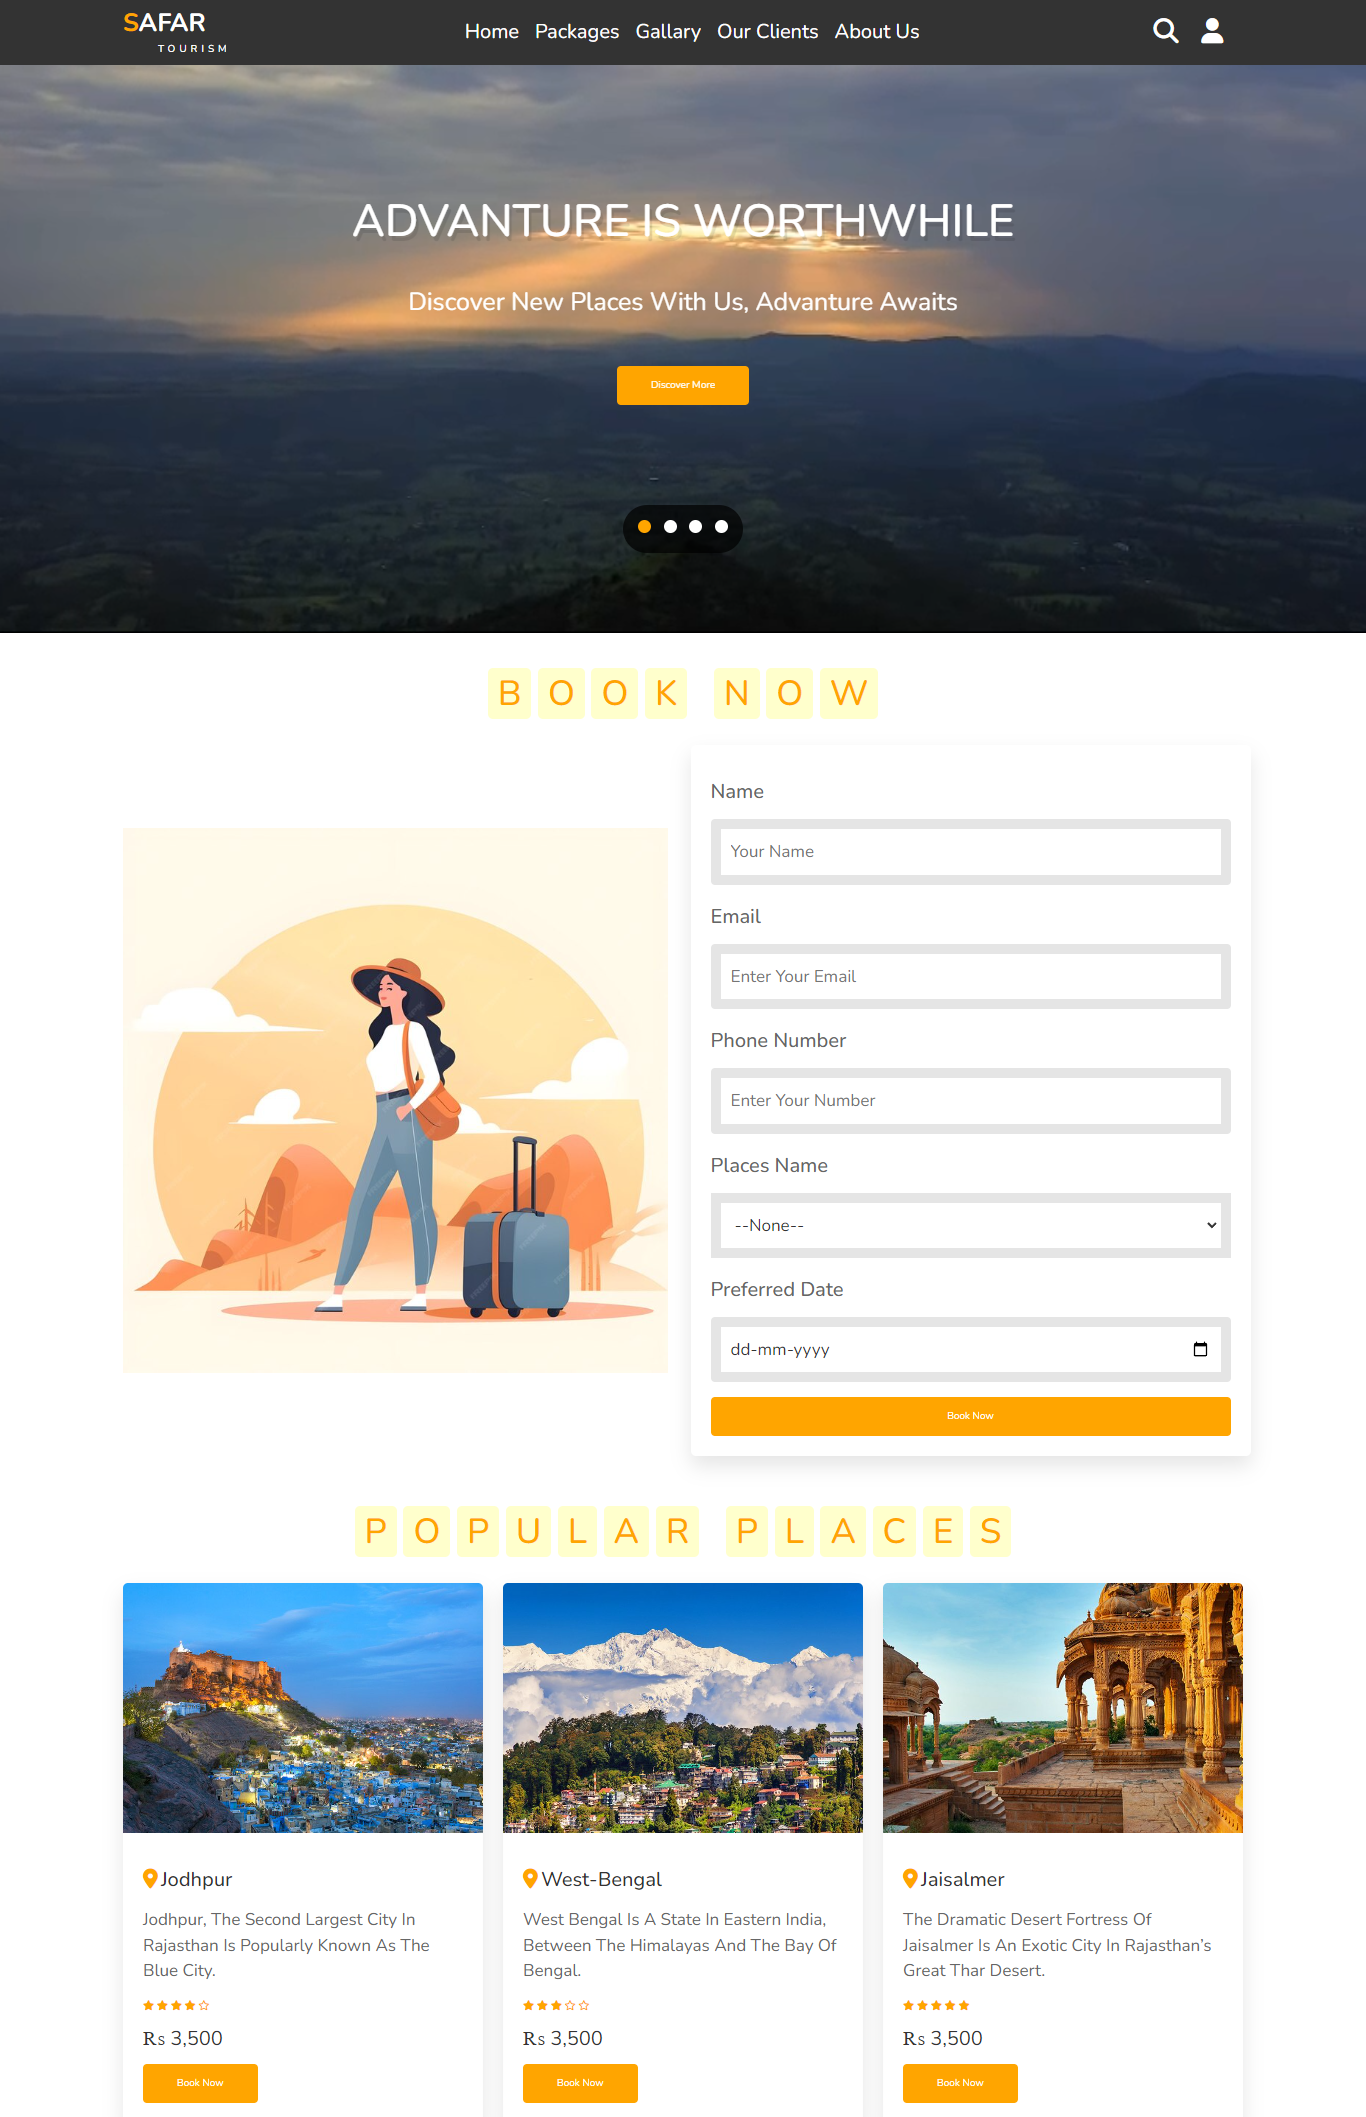 SAFAR
TOURISM
Home Packages Gallary Our Clients About Us
ADVANTURE IS WORTHWHILE
Discover New Places With Us, Advanture Awaits
Discover More
BOOK NOW
Name
Your Name
Email
Enter Your Email
Phone Number
Enter Your Number
Places Name
--None--
Preferred Date
dd-mm-yyyy
Book Now
POPULAR PLACES
Jodhpur
Jodhpur, The Second Largest City In
Rajasthan Is Popularly Known As The
Blue City.
Rs 3,500
Book Now
West-Bengal
West Bengal Is A State In Eastern India,
Between The Himalayas And The Bay Of
Bengal.
Rs 3,500
Book Now
Jaisalmer
The Dramatic Desert Fortress Of
Jaisalmer Is An Exotic City In Rajasthan's
Great Thar Desert.
Rs 3,500
Book Now